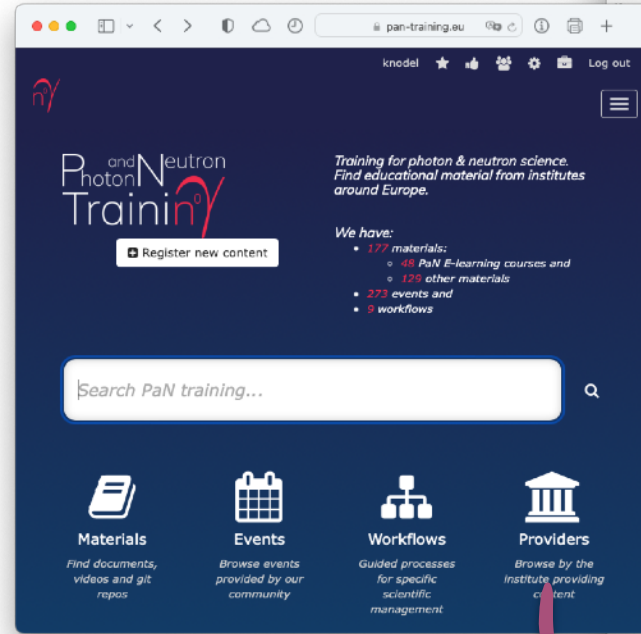 pan-training.eu
knodel Log out
n⁰γ
Photon and Neutron
Trainin⁰γ
Register new content
Training for photon & neutron science.
Find educational material from institutes
around Europe.
We have:
177 materials:
48 PaN E-learning courses and
129 other materials
273 events and
9 workflows
Search PaN training...
Materials
Find documents,
videos and git
repos
Events
Browse events
provided by our
community
Workflows
Guided processes
for specific
scientific
management
Providers
Browse by the
institute providing
content